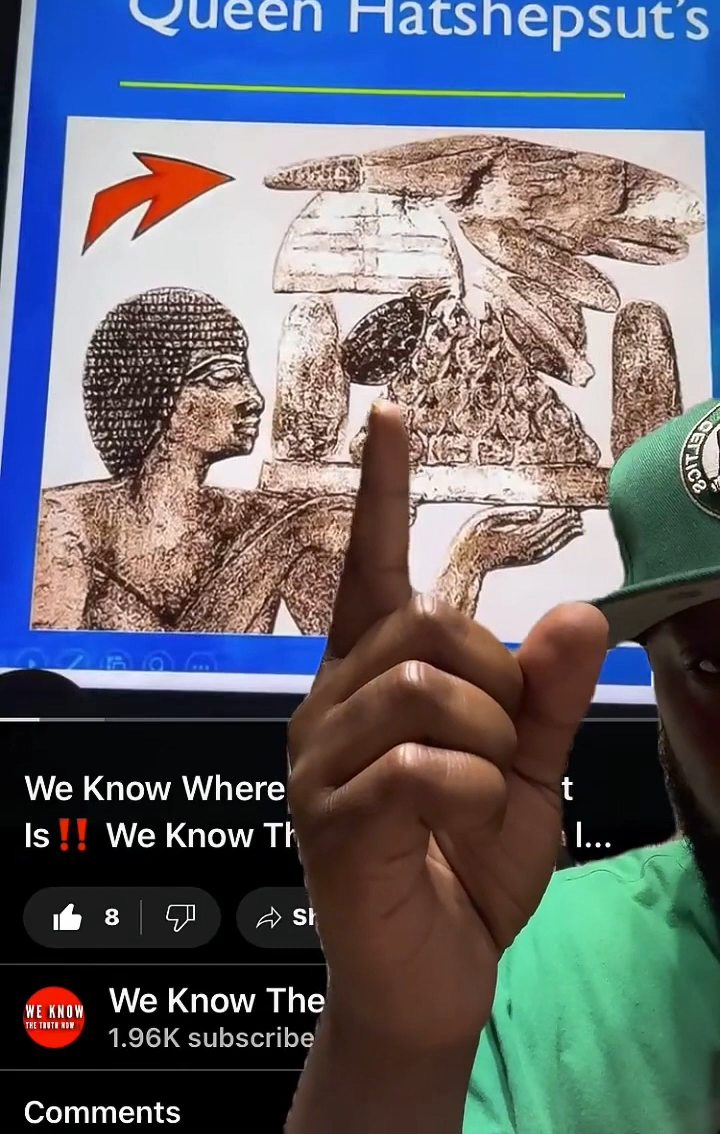 Queen Hatshepsut's
CELTICS
We Know Where
t
Is‼️ We Know Th
I...
8
Sh
WE KNOW
THE TRUTH NOW
We Know The
1.96K subscribe
Comments